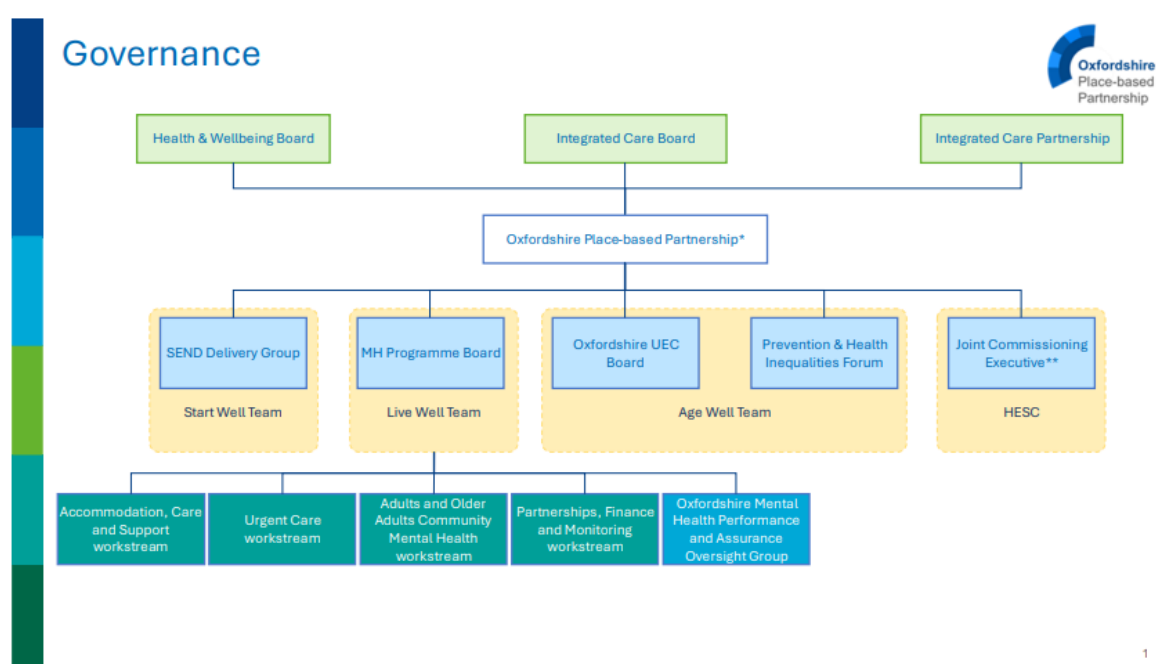 Governance
Oxfordshire
Place-based
Partnership
Health & Wellbeing Board
Integrated Care Board
Integrated Care Partnership
Oxfordshire Place-based Partnership*
SEND Delivery Group
MH Programme Board
Oxfordshire UEC
Board
Prevention & Health
Inequalities Forum
Joint Commissioning
Executive**
Start Well Team
Live Well Team
Age Well Team
HESC
Accommodation, Care
and Support
workstream
Urgent Care
workstream
Adults and Older
Adults Community
Mental Health
workstream
Partnerships, Finance
and Monitoring
workstream
Oxfordshire Mental
Health Performance
and Assurance
Oversight Group
1